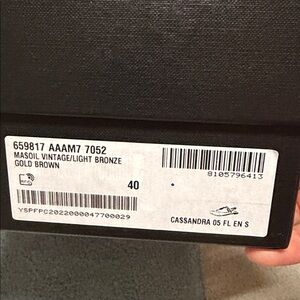 659817 AAAM7 7052
MASOIL VINTAGE/LIGHT BRONZE
GOLD BROWN
8105796413
40
YSPFPC2022000047700029
CASSANDRA 05 FL EN S